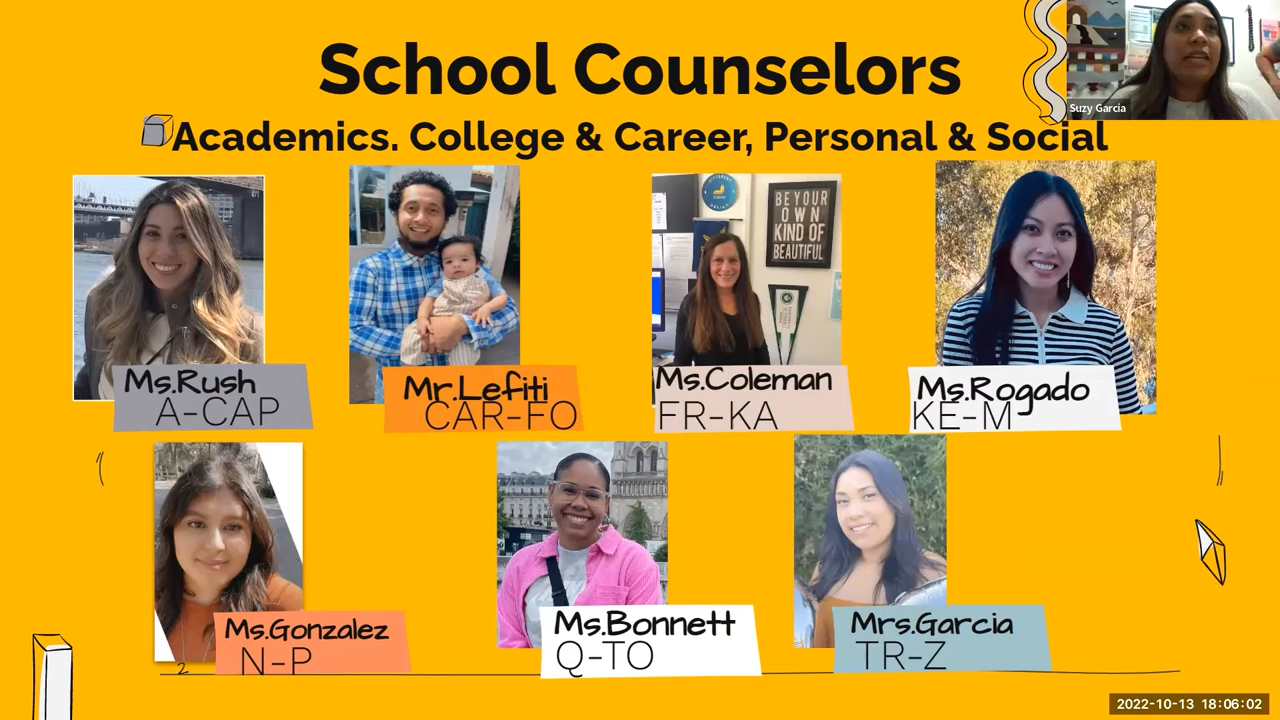 School Counselors
Academics. College & Career, Personal & Social
Suzy Garcia
BE YOUR
OWN
KIND OF
BEAUTIFUL
Ms.Rush
A-CAP
Mr.Lefiti
CAR-FO
Ms.Coleman
FR-KA
Ms.Rogado
KE-M
Ms.Gonzalez
N-P
Ms.Bonnett
Q-TO
Mrs.Garcia
TR-Z
2
2022-10-13 18:06:02